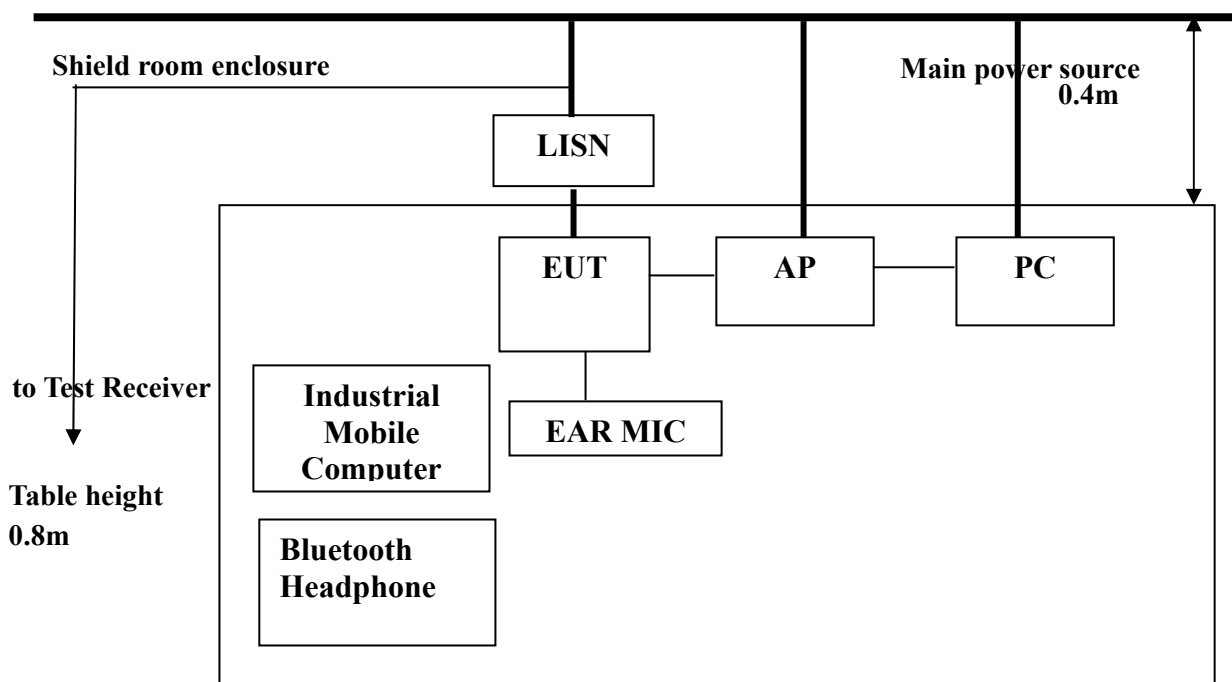 Shield room enclosure
Main power source
0.4m
LISN
EUT
AP
PC
to Test Receiver
Industrial
Mobile
Computer
EAR MIC
Table height
0.8m
Bluetooth
Headphone